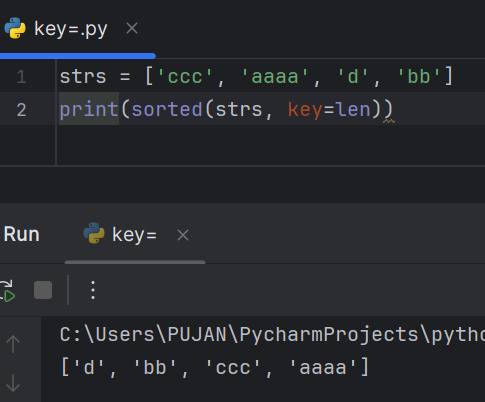 key=.py
1 strs = ['ccc', 'aaaa', 'd', 'bb']
2 print(sorted(strs, key=len))
Run key=
C:\Users\PUJAN\PycharmProjects\pytho
['d', 'bb', 'ccc', 'aaaa']